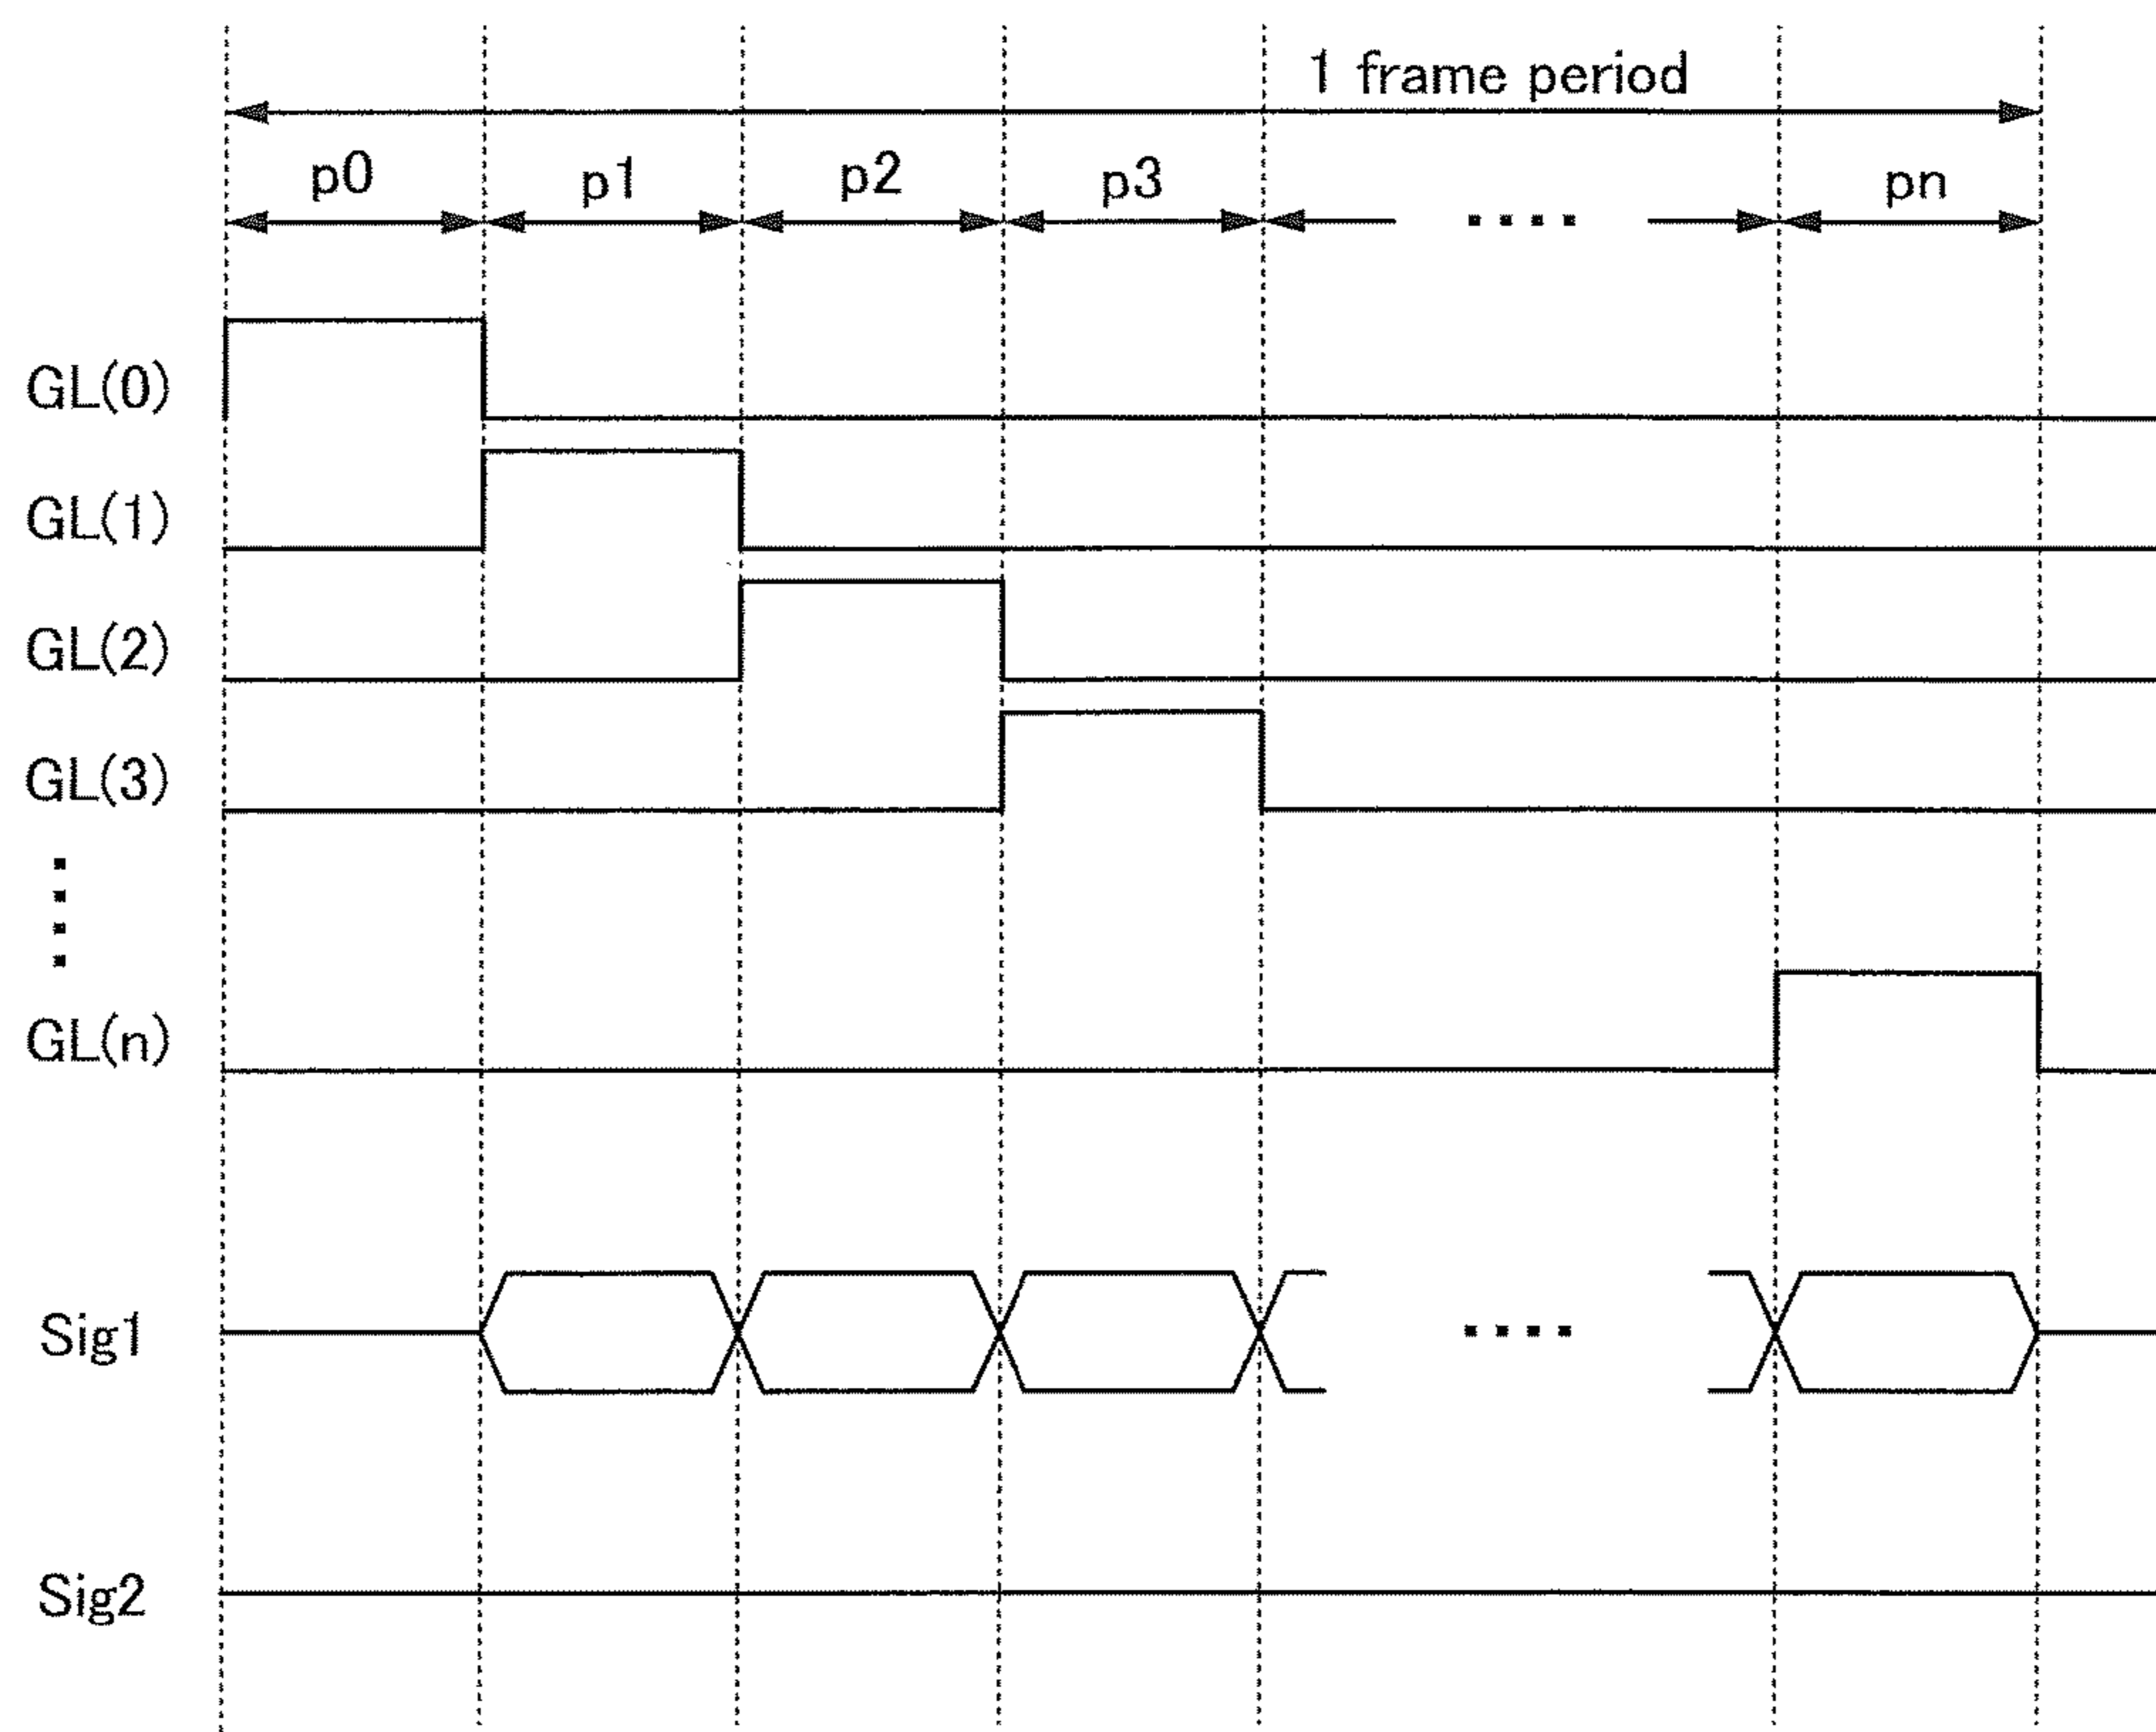 1 frame period
p0 p1 p2 p3 ···· pn
GL(0)
GL(1)
GL(2)
GL(3)
GL(n)
Sig1 ····
Sig2